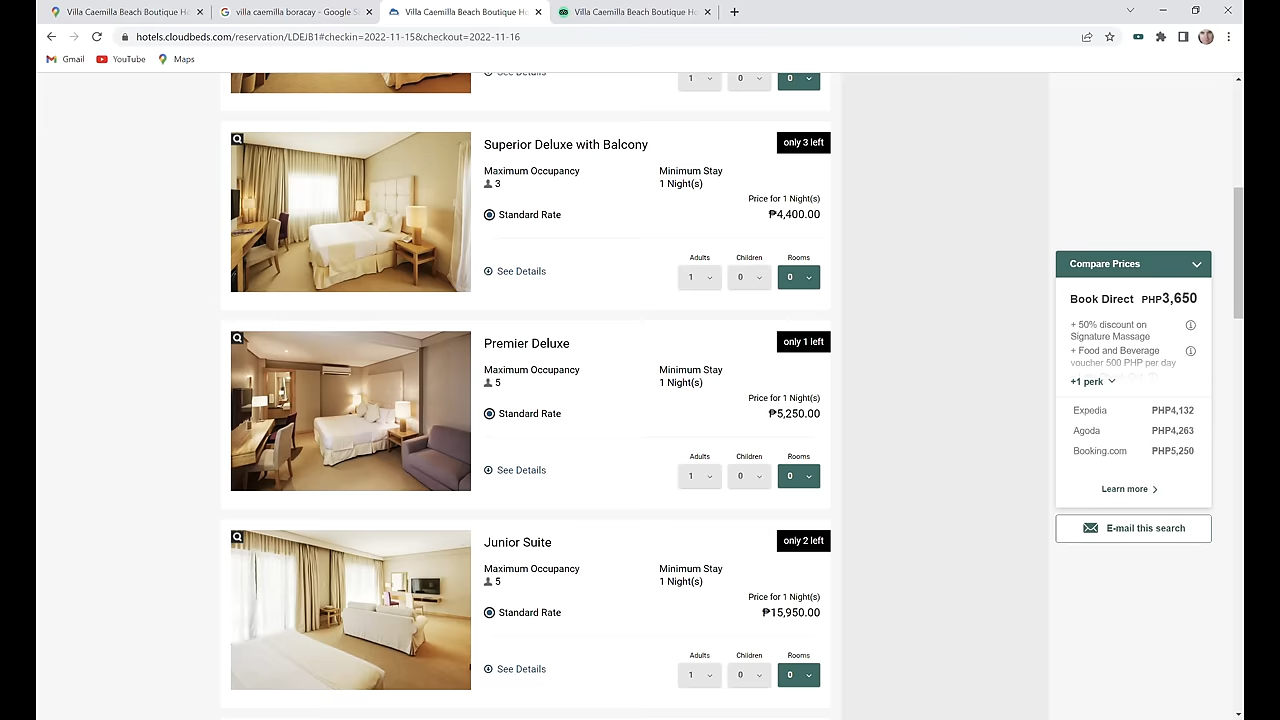 Villa Caemilla Beach Boutique Ho
villa caemilla boracay - Google S
Villa Caemilla Beach Boutique Ho
Villa Caemilla Beach Boutique Ho
hotels.cloudbeds.com/reservation/LDEJB1#checkin=2022-11-15&checkout=2022-11-16
Gmail
YouTube
Maps
See Details
1
0
0
Superior Deluxe with Balcony
only 3 left
Maximum Occupancy
Minimum Stay
3
1 Night(s)
Price for 1 Night(s)
Standard Rate
₱4,400.00
Adults
Children
Rooms
See Details
1
0
0
Premier Deluxe
only 1 left
Maximum Occupancy
Minimum Stay
5
1 Night(s)
Price for 1 Night(s)
Standard Rate
₱5,250.00
Adults
Children
Rooms
See Details
1
0
0
Junior Suite
only 2 left
Maximum Occupancy
Minimum Stay
5
1 Night(s)
Price for 1 Night(s)
Standard Rate
₱15,950.00
Adults
Children
Rooms
See Details
1
0
0
Compare Prices
Book Direct PHP3,650
+ 50% discount on
Signature Massage
+ Food and Beverage
voucher 500 PHP per day
+1 perk
Expedia PHP4,132
Agoda PHP4,263
Booking.com PHP5,250
Learn more
E-mail this search